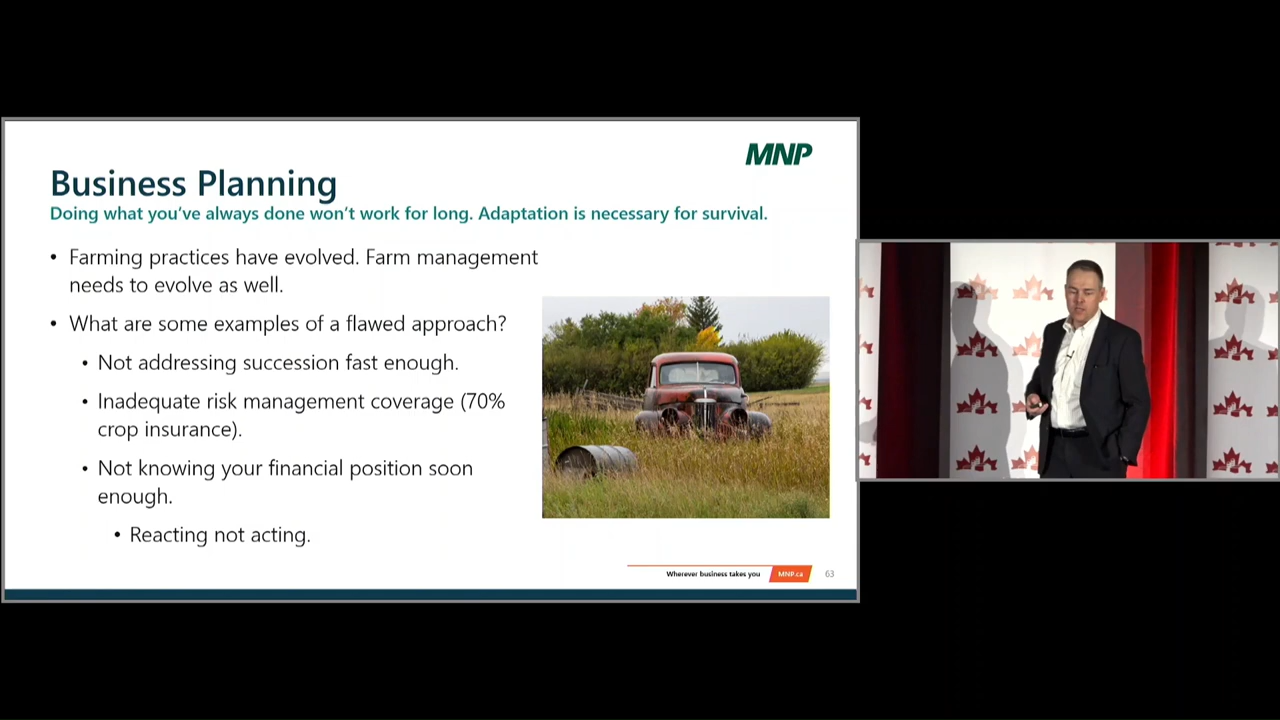 MNP
Business Planning
Doing what you've always done won't work for long. Adaptation is necessary for survival.
• Farming practices have evolved. Farm management
needs to evolve as well.
• What are some examples of a flawed approach?
• Not addressing succession fast enough.
• Inadequate risk management coverage (70%
crop insurance).
• Not knowing your financial position soon
enough.
• Reacting not acting.
Wherever business takes you
MNP.ca
63